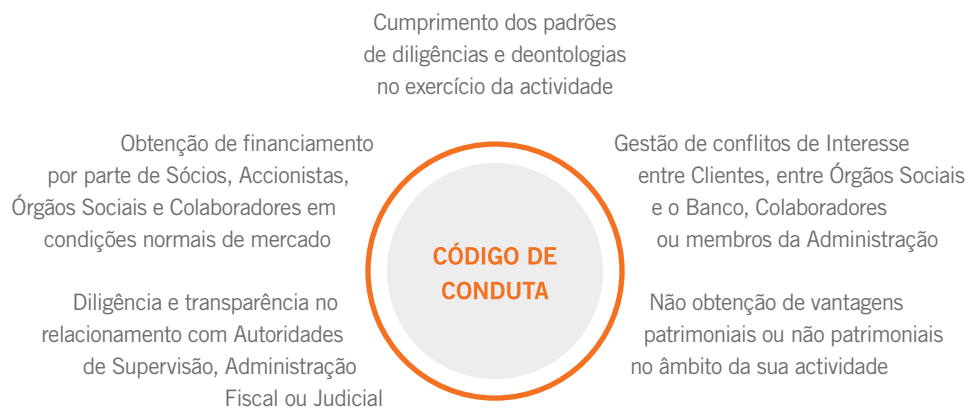 Cumprimento dos padrões
de diligências e deontologias
no exercício da actividade
Obtenção de financiamento
por parte de Sócios, Accionistas,
Órgãos Sociais e Colaboradores em
condições normais de mercado
Gestão de conflitos de Interesse
entre Clientes, entre Órgãos Sociais
e o Banco, Colaboradores
ou membros da Administração
CÓDIGO DE
CONDUTA
Diligência e transparência no
relacionamento com Autoridades
de Supervisão, Administração
Fiscal ou Judicial
Não obtenção de vantagens
patrimoniais ou não patrimoniais
no âmbito da sua actividade